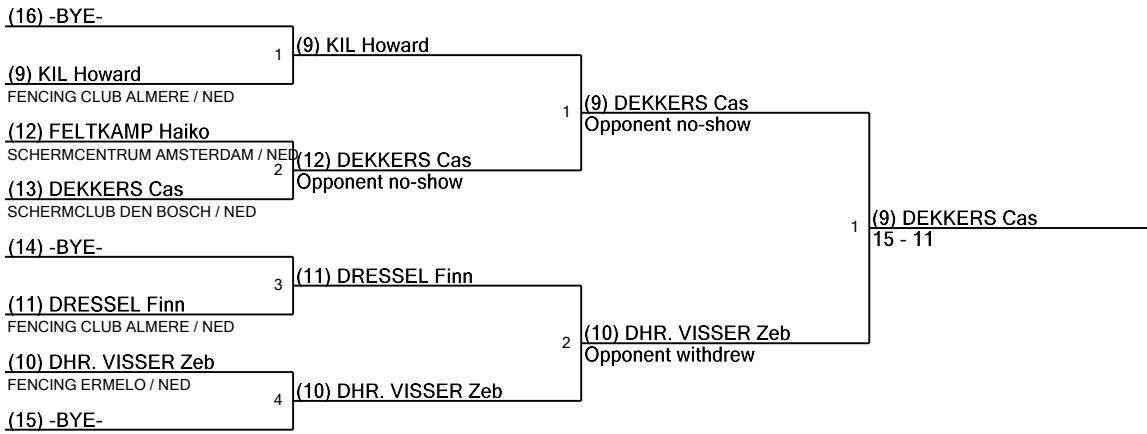 (16) -BYE-
1
(9) KIL Howard
(9) KIL Howard
FENCING CLUB ALMERE / NED
1
(9) DEKKERS Cas
Opponent no-show
(12) FELTKAMP Haiko
SCHERMCENTRUM AMSTERDAM / NED
2
(12) DEKKERS Cas
Opponent no-show
(13) DEKKERS Cas
SCHERMCLUB DEN BOSCH / NED
1
(9) DEKKERS Cas
15 - 11
(14) -BYE-
3
(11) DRESSEL Finn
(11) DRESSEL Finn
FENCING CLUB ALMERE / NED
2
(10) DHR. VISSER Zeb
Opponent withdrew
(10) DHR. VISSER Zeb
FENCING ERMELO / NED
4
(10) DHR. VISSER Zeb
(15) -BYE-